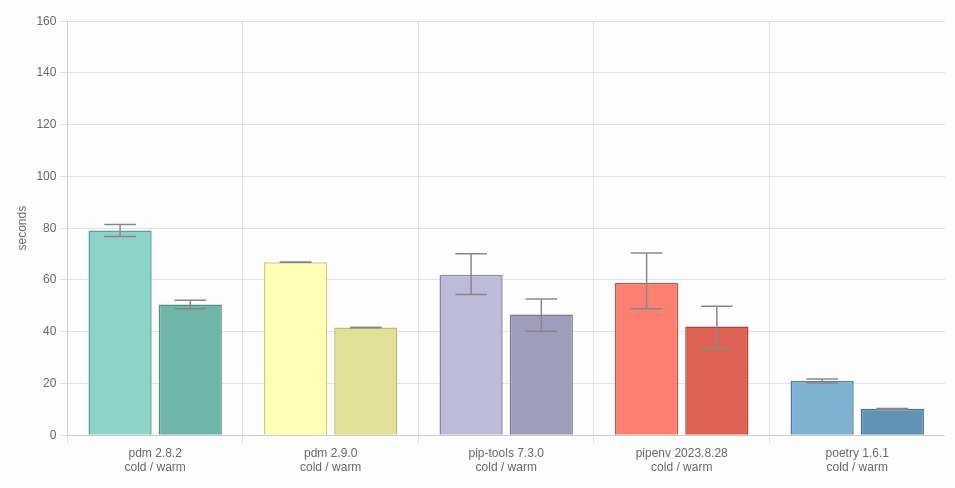 160
140
120
100
80
60
40
20
0
seconds
pdm 2.8.2
cold / warm
pdm 2.9.0
cold / warm
pip-tools 7.3.0
cold / warm
pipenv 2023.8.28
cold / warm
poetry 1.6.1
cold / warm